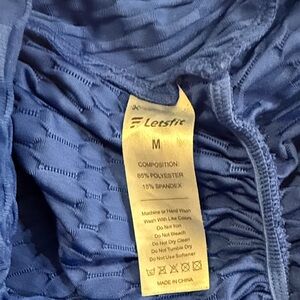 Letsfit
M
COMPOSITION:
85% POLYESTER
15% SPANDEX
Machine or Hand Wash
Wash With Like Colors
Do Not Iron
Do Not Bleach
Do Not Dry Clean
Do Not Tumble Dry
Do Not Use Softener
MADE IN CHINA